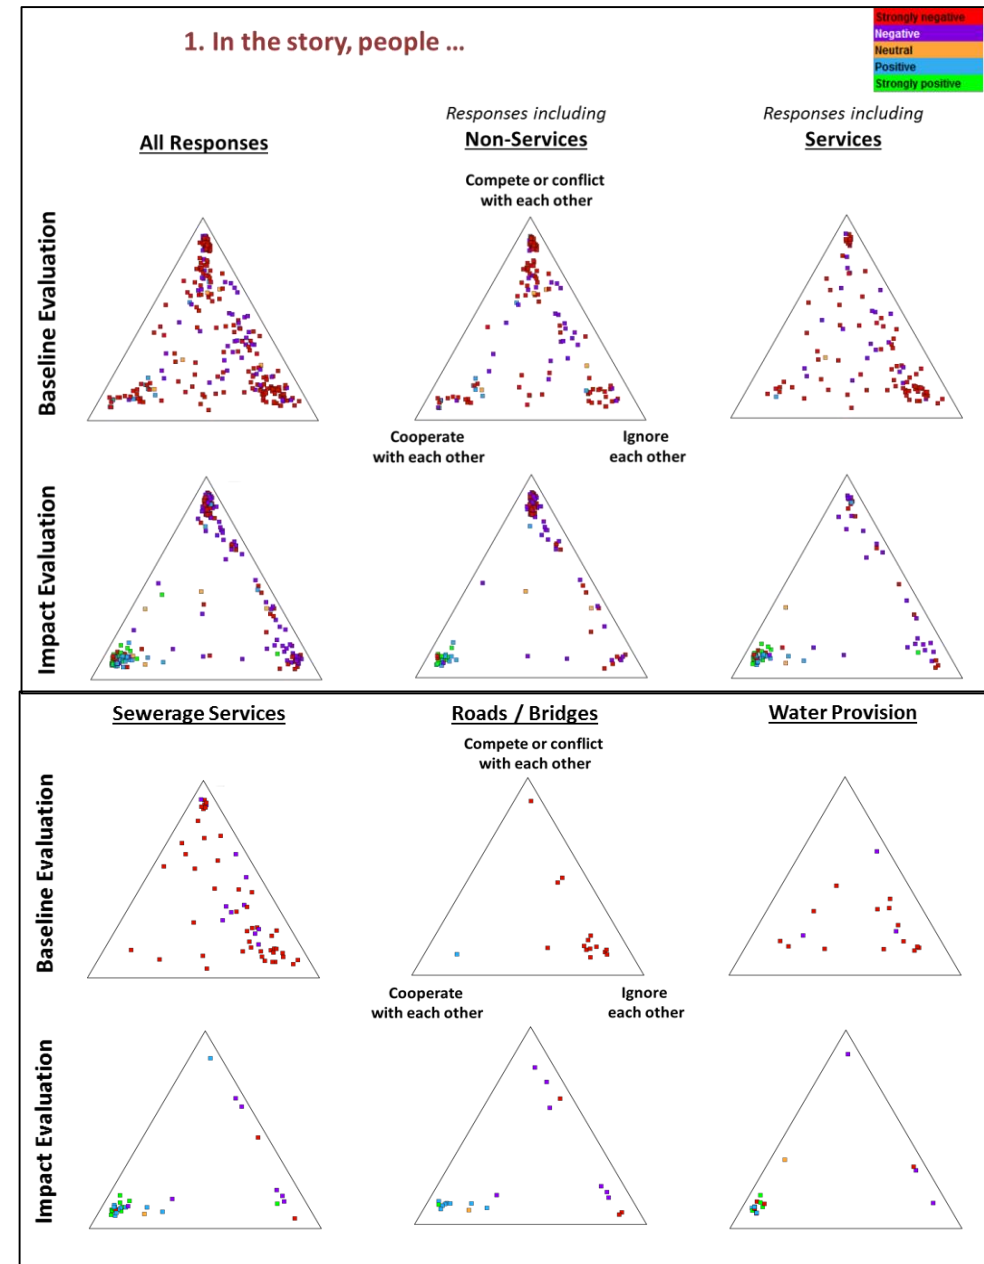 1. In the story, people ...
Strongly negative
Negative
Neutral
Positive
Strongly positive
All Responses
Responses including
Non-Services
Responses including
Services
Compete or conflict
with each other
Baseline Evaluation
Cooperate
with each other
Ignore
each other
Impact Evaluation
Sewerage Services
Roads / Bridges
Water Provision
Compete or conflict
with each other
Baseline Evaluation
Cooperate
with each other
Ignore
each other
Impact Evaluation